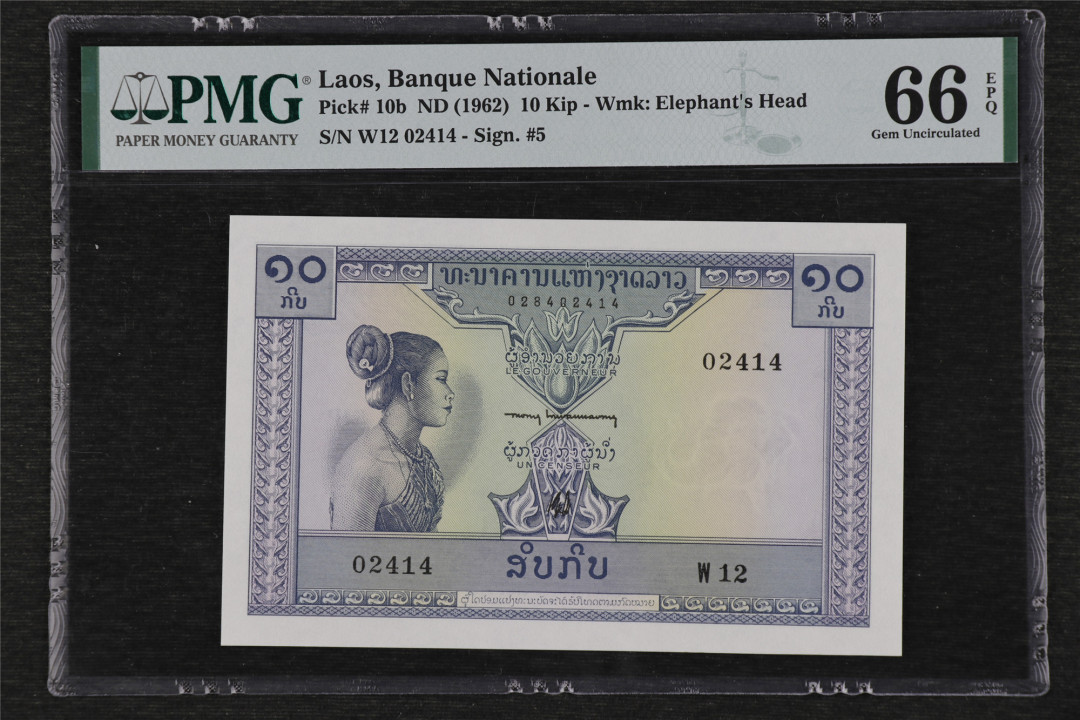 PMG®
PAPER MONEY GUARANTY
Laos, Banque Nationale
Pick# 10b ND (1962) 10 Kip - Wmk: Elephant's Head
S/N W12 02414 - Sign. #5
66
EPQ
Gem Uncirculated
໑໐
ກີບ
ທະນາຄານແຫ່ງຊາດລາວ
໑໐
ກີບ
028402414
ຜູ້ອໍານວຍການ
LE GOUVERNEUR
02414
ຜູ້ກວດກາຜູ້ນຶ່ງ
UN CENSEUR
02414
ສິບກີບ
W 12